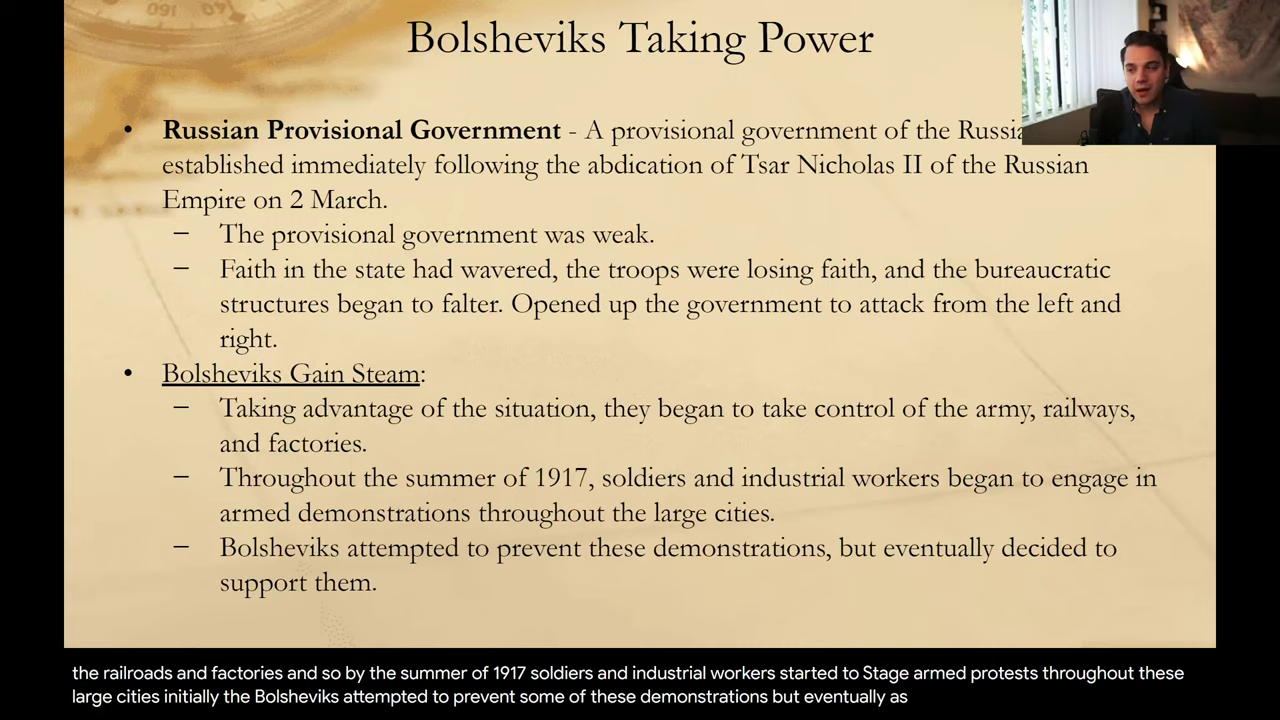 Bolsheviks Taking Power
• Russian Provisional Government - A provisional government of the
established immediately following the abdication of Tsar Nicholas II of the Russian
Empire on 2 March.
– The provisional government was weak.
– Faith in the state had wavered, the troops were losing faith, and the bureaucratic
structures began to falter. Opened up the government to attack from the left and
right.
• Bolsheviks Gain Steam:
– Taking advantage of the situation, they began to take control of the army, railways,
and factories.
– Throughout the summer of 1917, soldiers and industrial workers began to engage in
armed demonstrations throughout the large cities.
– Bolsheviks attempted to prevent these demonstrations, but eventually decided to
support them.
the railroads and factories and so by the summer of 1917 soldiers and industrial workers started to Stage armed protests throughout these
large cities initially the Bolsheviks attempted to prevent some of these demonstrations but eventually as